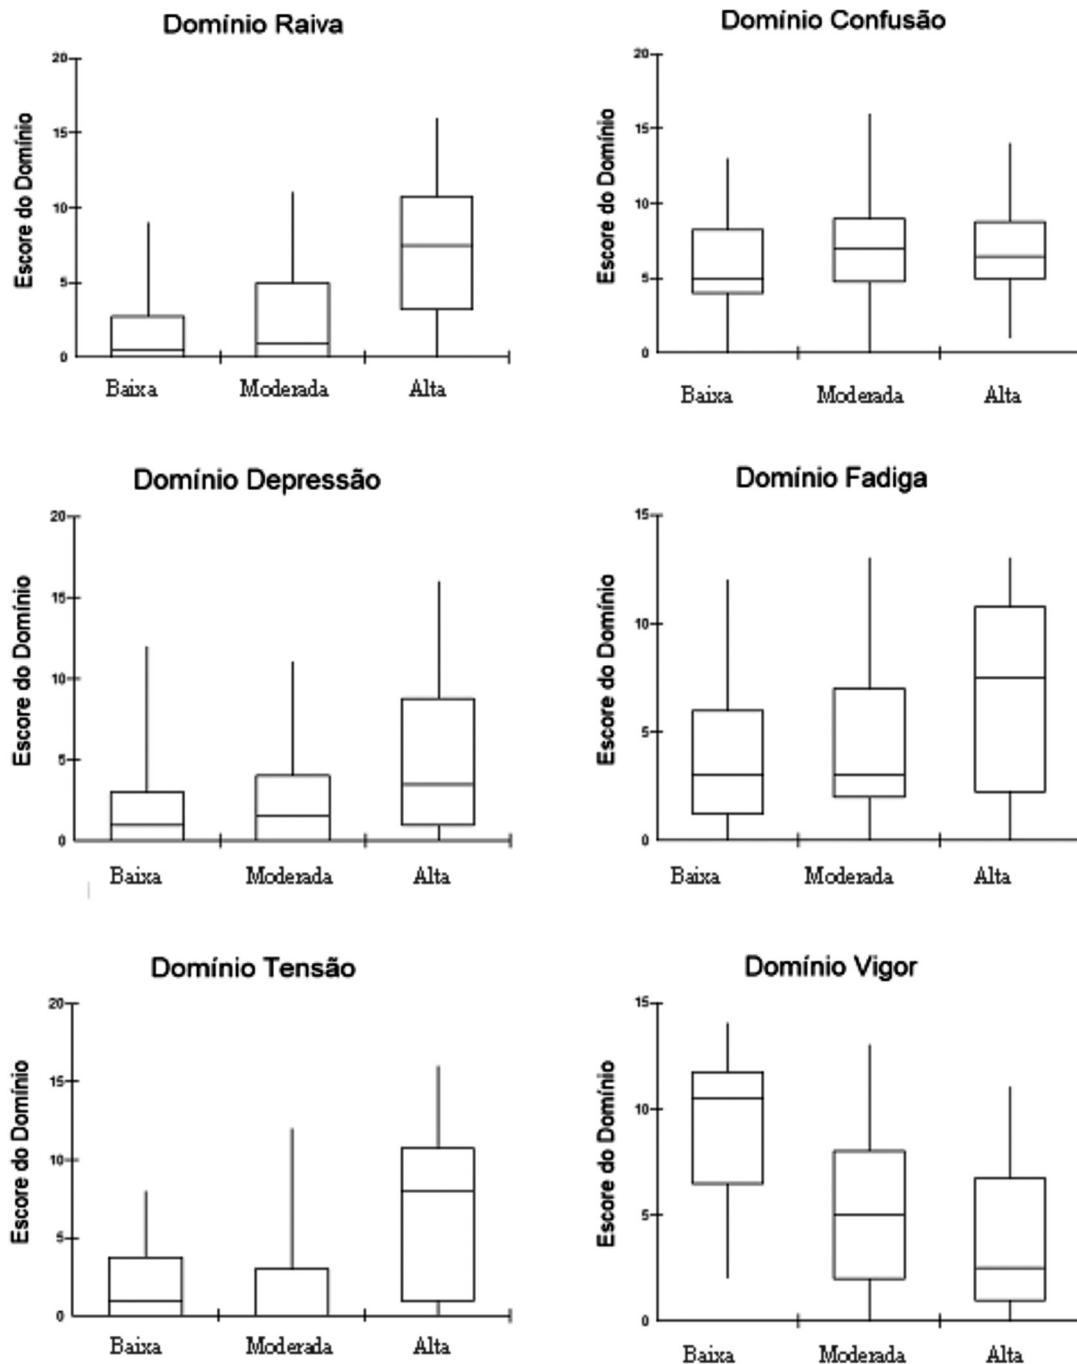 Domínio Raiva
Escore do Domínio
20
15
10
5
0
Baixa Moderada Alta
Domínio Confusão
Escore do Domínio
20
15
10
5
0
Baixa Moderada Alta
Domínio Depressão
Escore do Domínio
20
15
10
5
0
Baixa Moderada Alta
Domínio Fadiga
Escore do Domínio
15
10
5
0
Baixa Moderada Alta
Domínio Tensão
Escore do Domínio
20
15
10
5
0
Baixa Moderada Alta
Domínio Vigor
Escore do Domínio
15
10
5
0
Baixa Moderada Alta